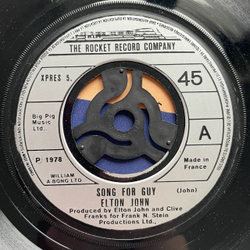 THE ROCKET RECORD COMPANY
XPRES 5.
45
Big Pig
Music
Ltd.
A
P 1978
Made in
France
WILLIAM
A BONG LTD
SONG FOR GUY
(John)
ELTON JOHN
Produced by Elton John and Clive
Franks for Frank N. Stein
Productions Ltd.,